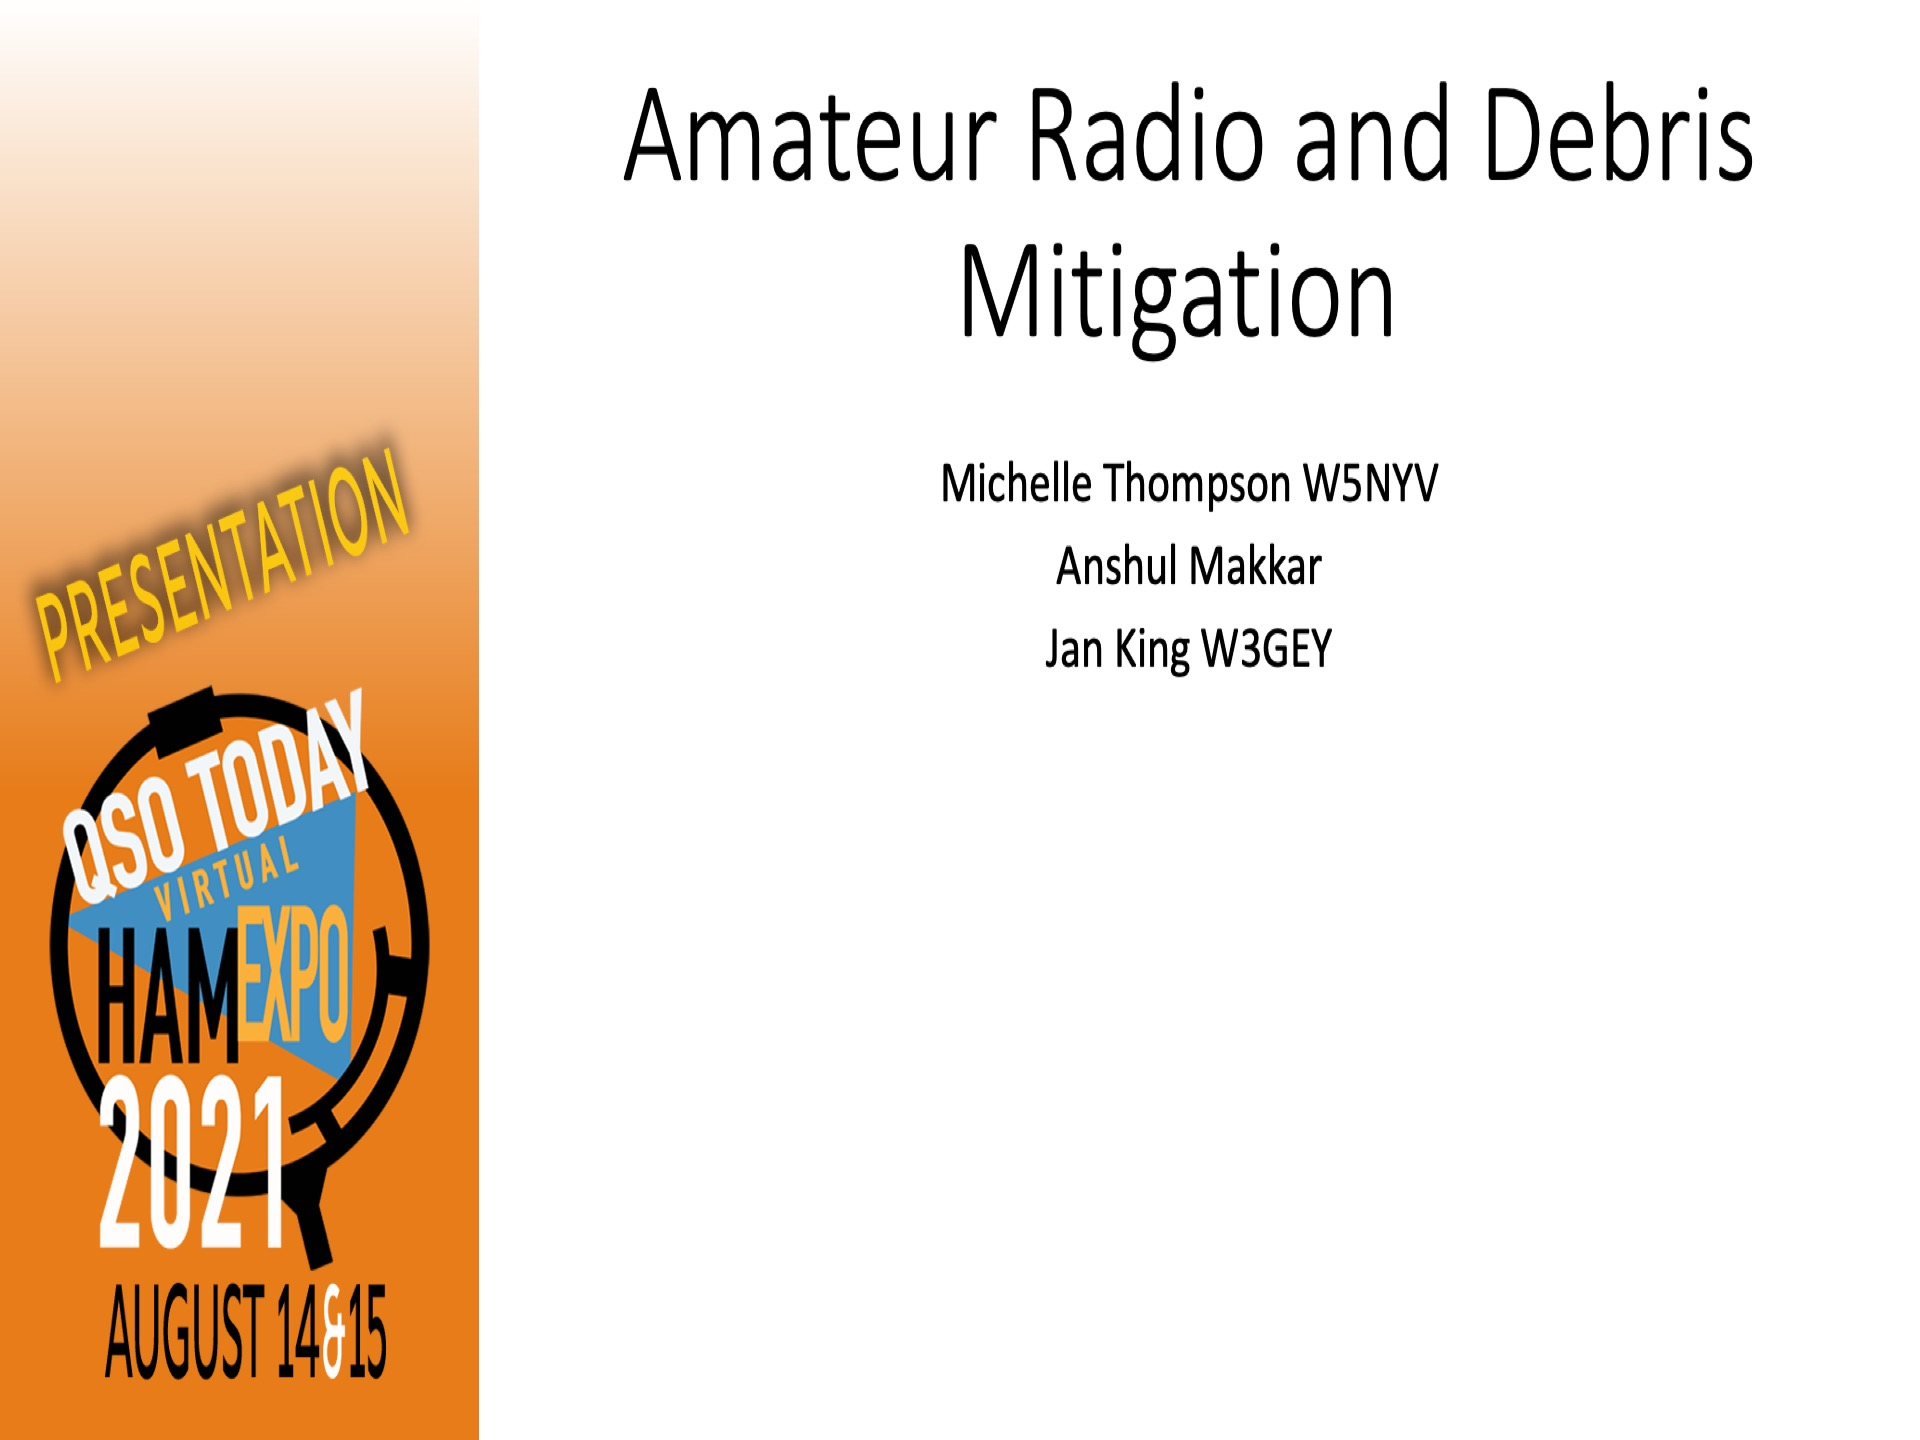 Amateur Radio and Debris
Mitigation
Michelle Thompson W5NYV
Anshul Makkar
Jan King W3GEY
PRESENTATION
QSO TODAY
VIRTUAL
HAM EXPO
2021
AUGUST 14 & 15